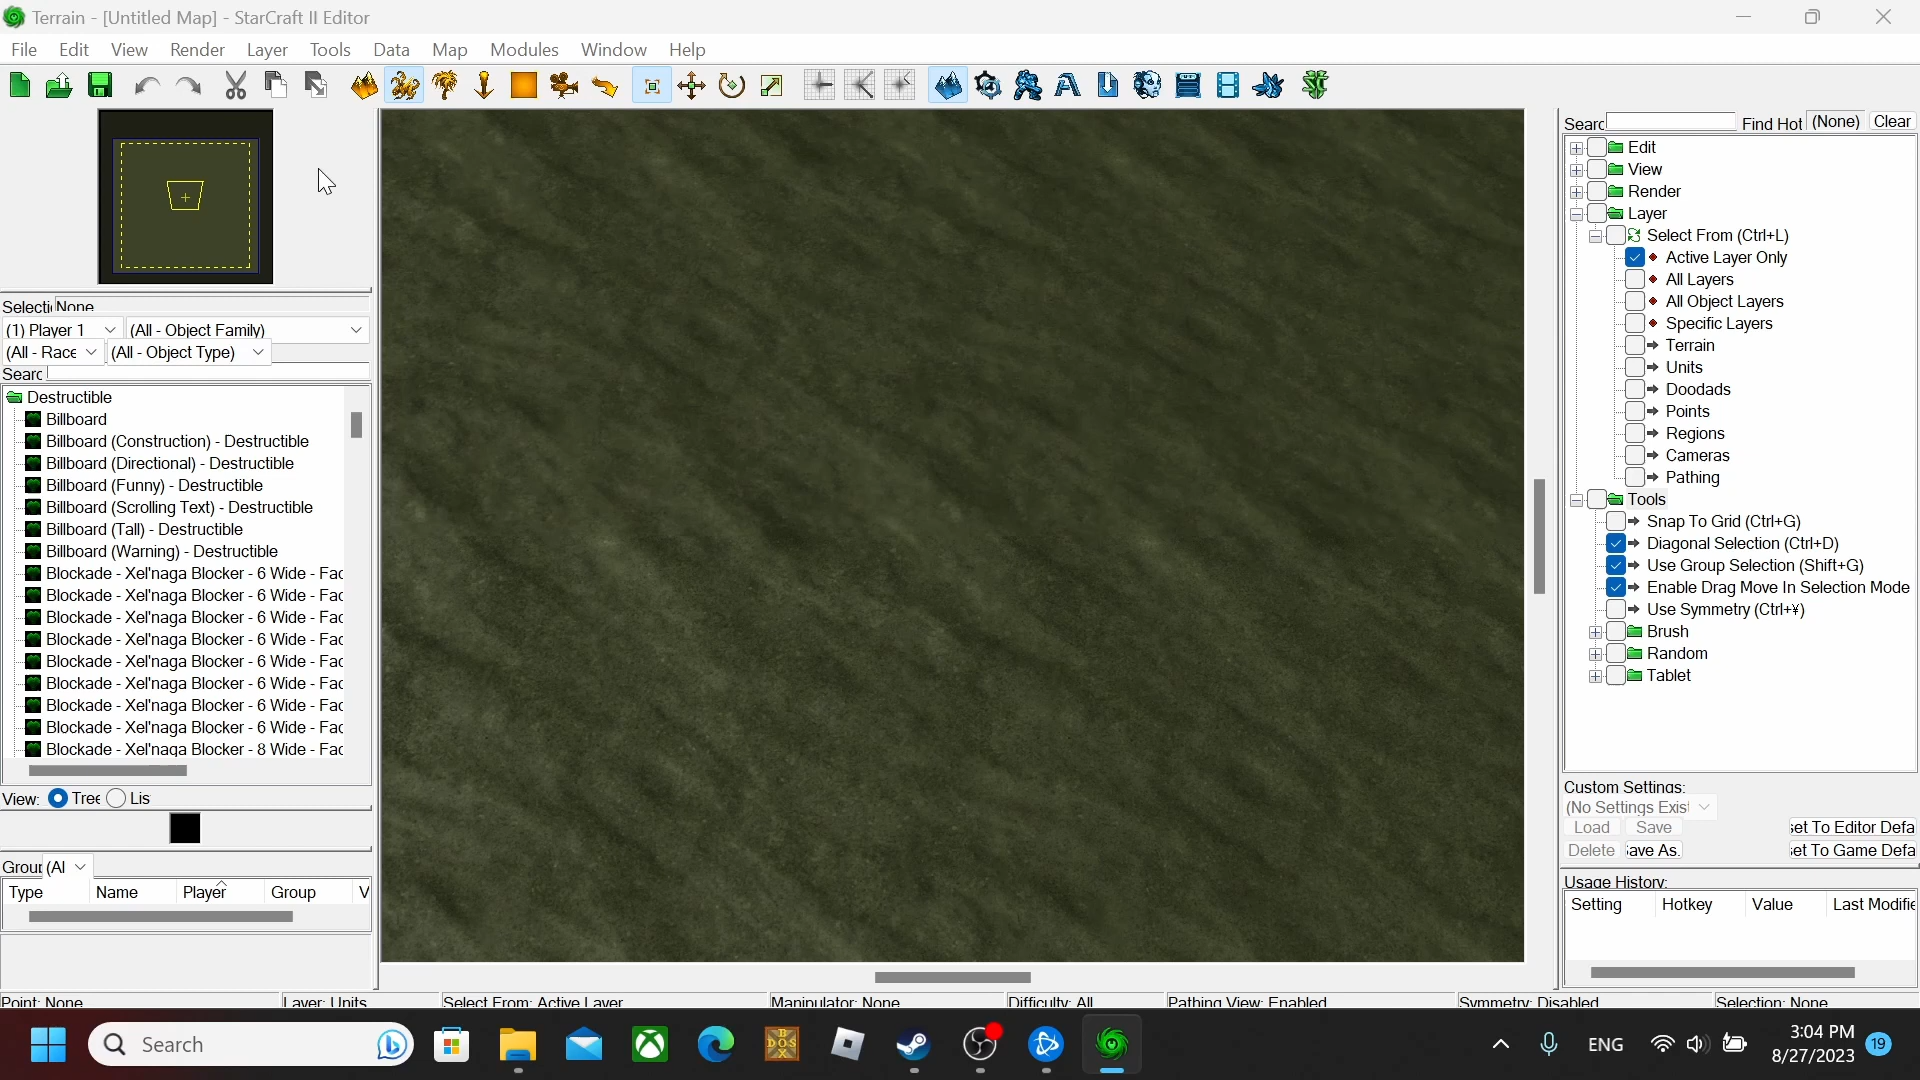 Terrain - [Untitled Map] - StarCraft II Editor
File Edit View Render Layer Tools Data Map Modules Window Help
Selecti None
(1) Player 1 (All - Object Family)
(All - Race (All - Object Type)
Searc
Destructible
Billboard
Billboard (Construction) - Destructible
Billboard (Directional) - Destructible
Billboard (Funny) - Destructible
Billboard (Scrolling Text) - Destructible
Billboard (Tall) - Destructible
Billboard (Warning) - Destructible
Blockade - Xel'naga Blocker - 6 Wide - Fac
Blockade - Xel'naga Blocker - 6 Wide - Fac
Blockade - Xel'naga Blocker - 6 Wide - Fac
Blockade - Xel'naga Blocker - 6 Wide - Fac
Blockade - Xel'naga Blocker - 6 Wide - Fac
Blockade - Xel'naga Blocker - 6 Wide - Fac
Blockade - Xel'naga Blocker - 6 Wide - Fac
Blockade - Xel'naga Blocker - 6 Wide - Fac
Blockade - Xel'naga Blocker - 8 Wide - Fac
View: Tree Lis
Grou (Al
Type Name Player Group V
Searc Find Hot (None) Clear
Edit
View
Render
Layer
Select From (Ctrl+L)
Active Layer Only
All Layers
All Object Layers
Specific Layers
Terrain
Units
Doodads
Points
Regions
Cameras
Pathing
Tools
Snap To Grid (Ctrl+G)
Diagonal Selection (Ctrl+D)
Use Group Selection (Shift+G)
Enable Drag Move In Selection Mode
Use Symmetry (Ctrl+¥)
Brush
Random
Tablet
Custom Settings:
(No Settings Exist
Load Save set To Editor Defa
Delete Save As. set To Game Defa
Usage History:
Setting Hotkey Value Last Modifie
Point: None Layer: Units Select From: Active Layer Manipulator: None Difficulty: All Pathing View: Enabled Symmetry: Disabled Selection: None
Search
DOS
BOX
ENG
3:04 PM
8/27/2023
19